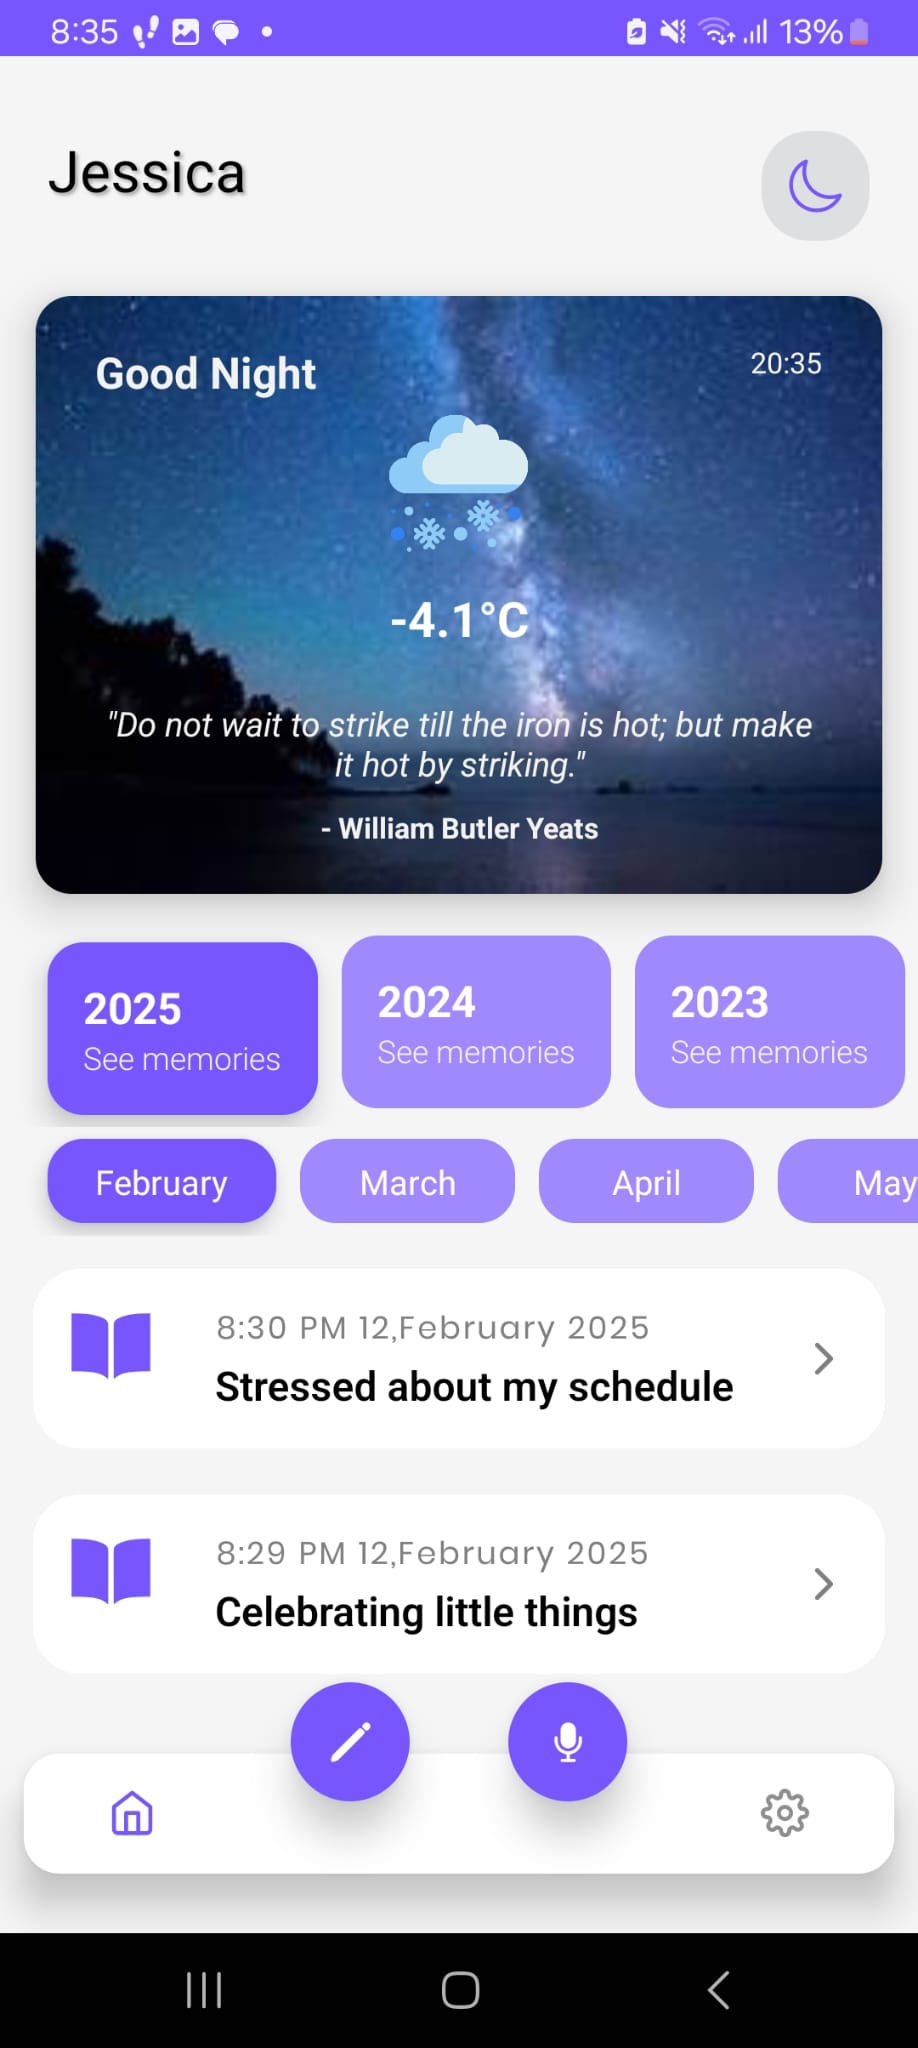 8:35
13%
Jessica
Good Night
20:35
-4.1°C
"Do not wait to strike till the iron is hot; but make
it hot by striking."
- William Butler Yeats
2025
See memories
2024
See memories
2023
See memories
February
March
April
May
8:30 PM 12,February 2025
Stressed about my schedule
8:29 PM 12,February 2025
Celebrating little things